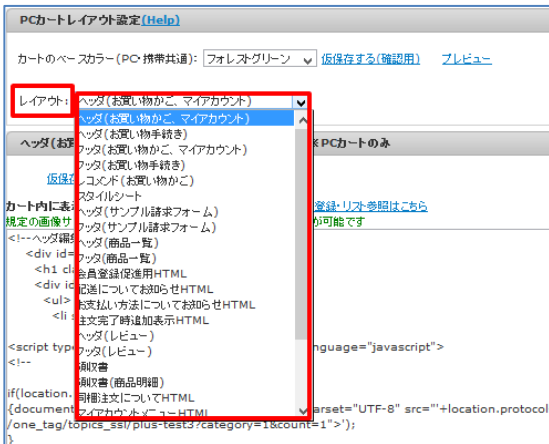 PCカートレイアウト設定(Help)
カートのベースカラー(PC・携帯共通): フォレストグリーン 仮保存する(確認用) プレビュー
レイアウト: ヘッダ(お買い物かご、マイアカウント)
ヘッダ(お買い物かご、マイアカウント)
ヘッダ(お買い物手続き)
フッタ(お買い物かご、マイアカウント)
フッタ(お買い物手続き)
レコメンド(お買い物かご)
スタイルシート
ヘッダ(サンプル請求フォーム)
フッタ(サンプル請求フォーム)
ヘッダ(商品一覧)
フッタ(商品一覧)
会員登録促進用HTML
配送についてお知らせHTML
お支払い方法についてお知らせHTML
注文完了時追加表示HTML
ヘッダ(レビュー)
フッタ(レビュー)
領収書
領収書(商品明細)
同梱注文についてHTML
マイアカウントメニューHTML
ヘッダ(お買 PCカートのみ
仮保存
カート内に表 登録・リスト参照はこちら
規定の画像サ が可能です
<!--ヘッダ編集
<div id=
<h1 cla
<div id
<ul>
<li
<script type nguage="javascript">
<!--
if(location.
{document arset="UTF-8" src="'+location.protocol
/one_tag/topics_ssl/plus-test3?category=1&count=1">');
}